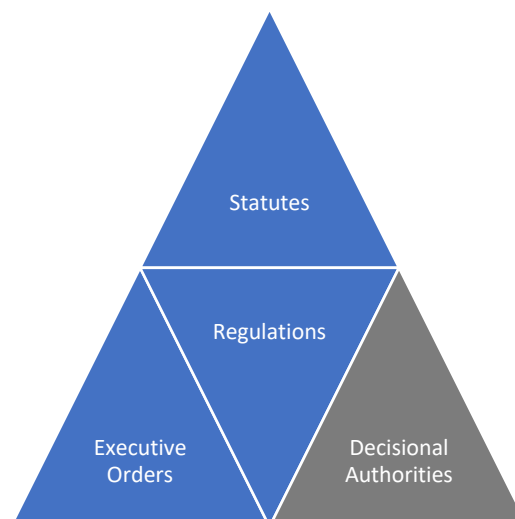 Statutes
Regulations
Executive
Orders
Decisional
Authorities